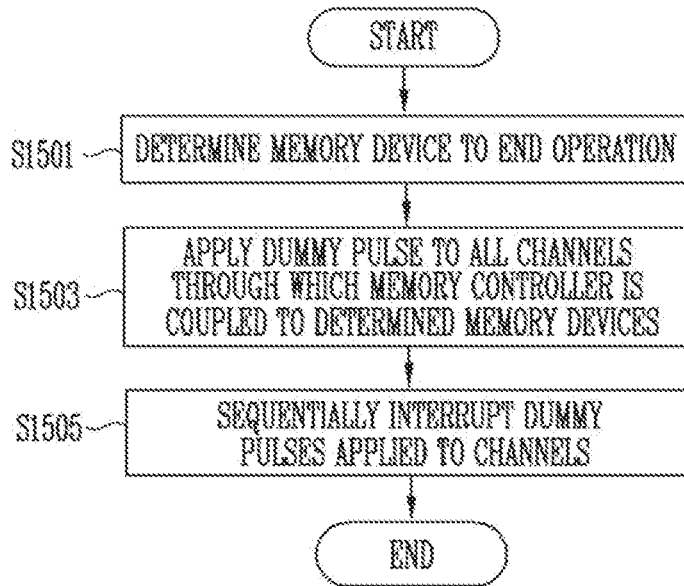 START
S1501
DETERMINE MEMORY DEVICE TO END OPERATION
S1503
APPLY DUMMY PULSE TO ALL CHANNELS
THROUGH WHICH MEMORY CONTROLLER IS
COUPLED TO DETERMINED MEMORY DEVICES
S1505
SEQUENTIALLY INTERRUPT DUMMY
PULSES APPLIED TO CHANNELS
END